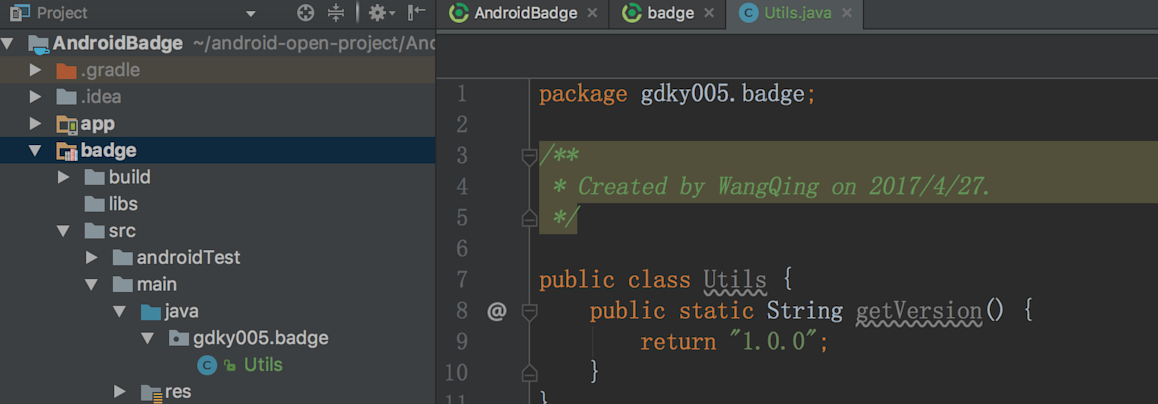 Project
AndroidBadge
badge
Utils.java
AndroidBadge ~/android-open-project/And
.gradle
.idea
app
badge
build
libs
src
androidTest
main
java
gdky005.badge
Utils
res
1 package gdky005.badge;
2
3 /**
4 * Created by WangQing on 2017/4/27.
5 */
6
7 public class Utils {
8 @ public static String getVersion() {
9 return "1.0.0";
10 }
11 }